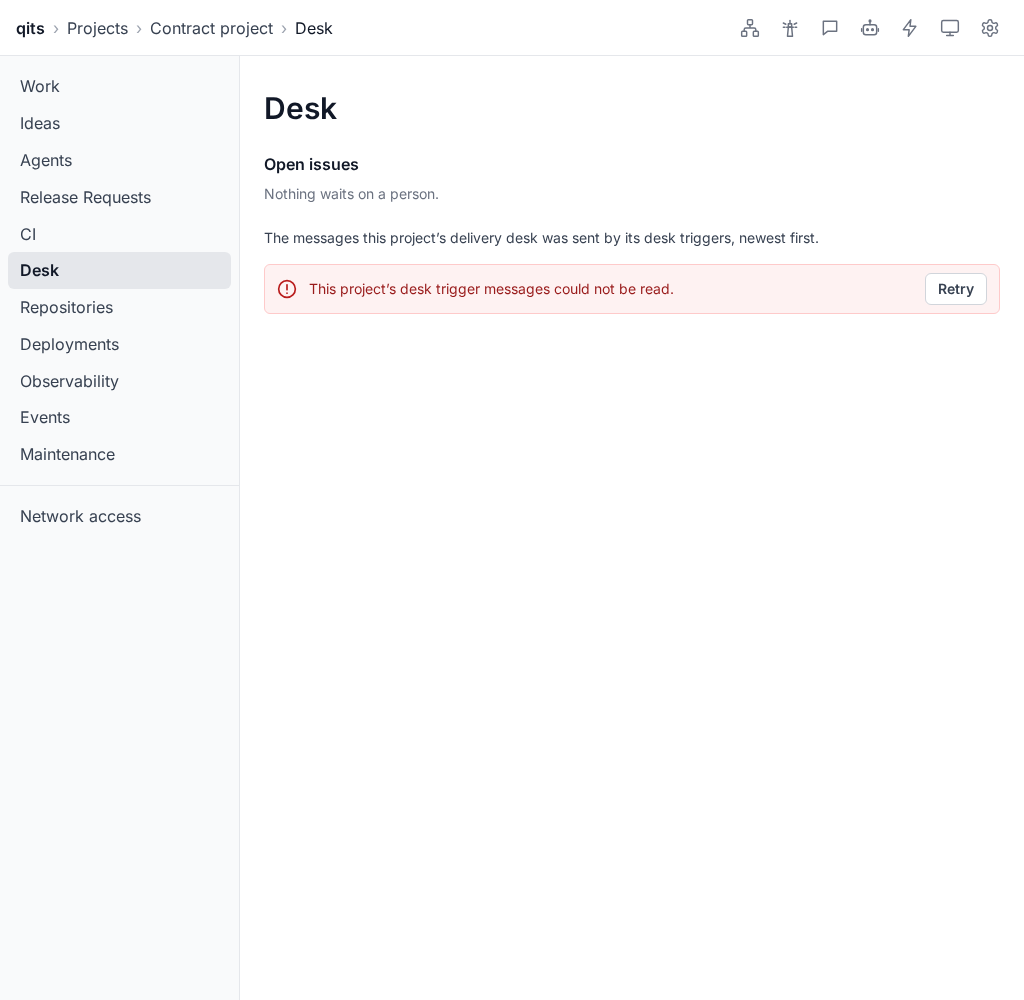 qits › Projects › Contract project › Desk
Work
Ideas
Agents
Release Requests
CI
Desk
Repositories
Deployments
Observability
Events
Maintenance
Network access
Desk
Open issues
Nothing waits on a person.
The messages this project’s delivery desk was sent by its desk triggers, newest first.
This project’s desk trigger messages could not be read.
Retry